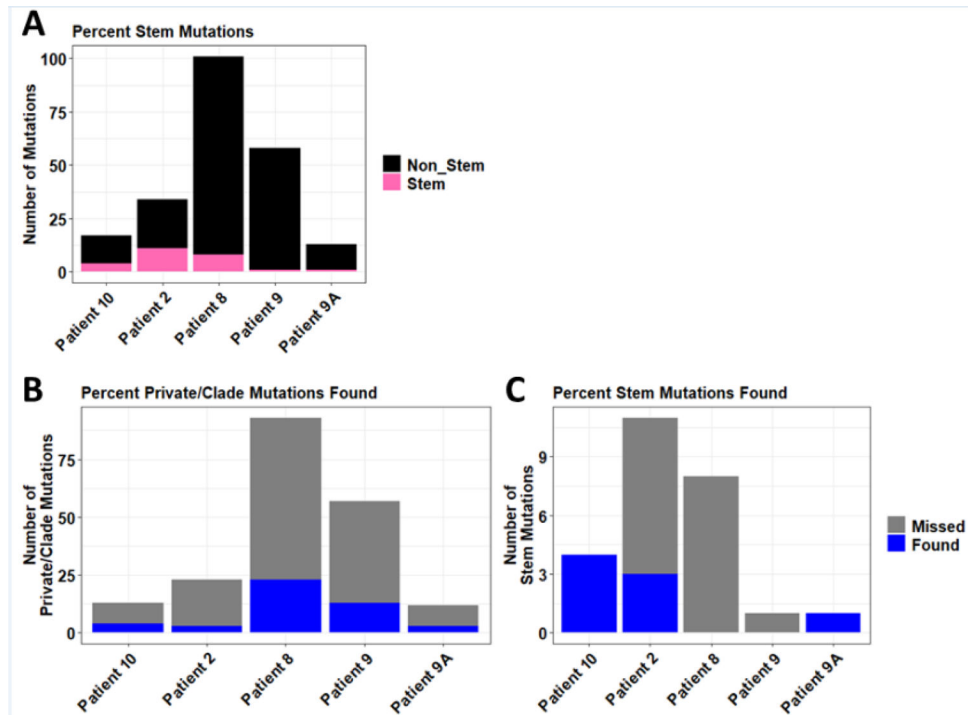 A
Percent Stem Mutations
Number of Mutations
100
75
50
25
0
Patient 10
Patient 2
Patient 8
Patient 9
Patient 9A
Non_Stem
Stem
B
Percent Private/Clade Mutations Found
Number of
Private/Clade Mutations
75
50
25
0
Patient 10
Patient 2
Patient 8
Patient 9
Patient 9A
C
Percent Stem Mutations Found
Number of
Stem Mutations
9
6
3
0
Patient 10
Patient 2
Patient 8
Patient 9
Patient 9A
Missed
Found